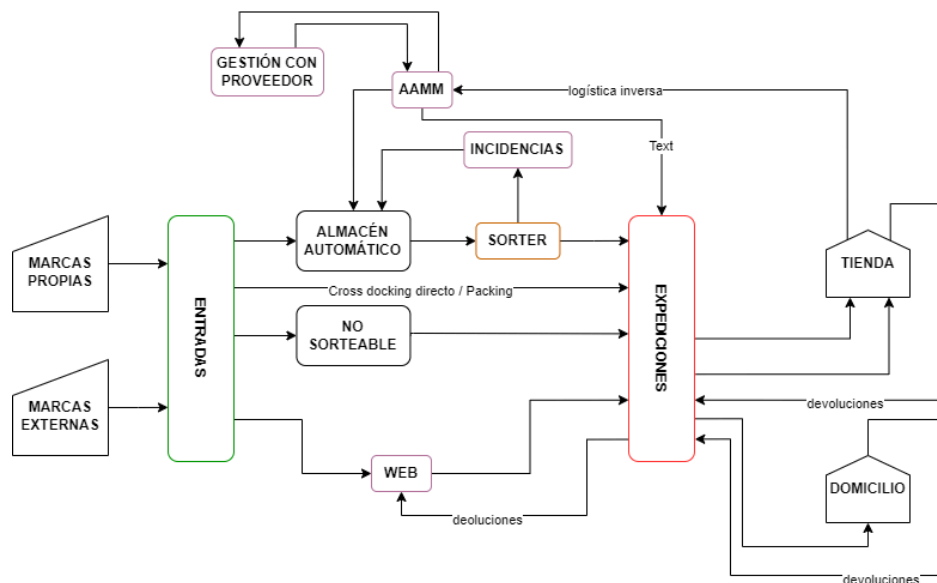 GESTIÓN CON
PROVEEDOR
AAMM
logística inversa
Text
INCIDENCIAS
ALMACÉN
AUTOMÁTICO
SORTER
MARCAS
PROPIAS
TIENDA
ENTRADAS
Cross docking directo / Packing
EXPEDICIONES
NO
SORTEABLE
MARCAS
EXTERNAS
devoluciones
WEB
DOMICILIO
deoluciones
devoluciones